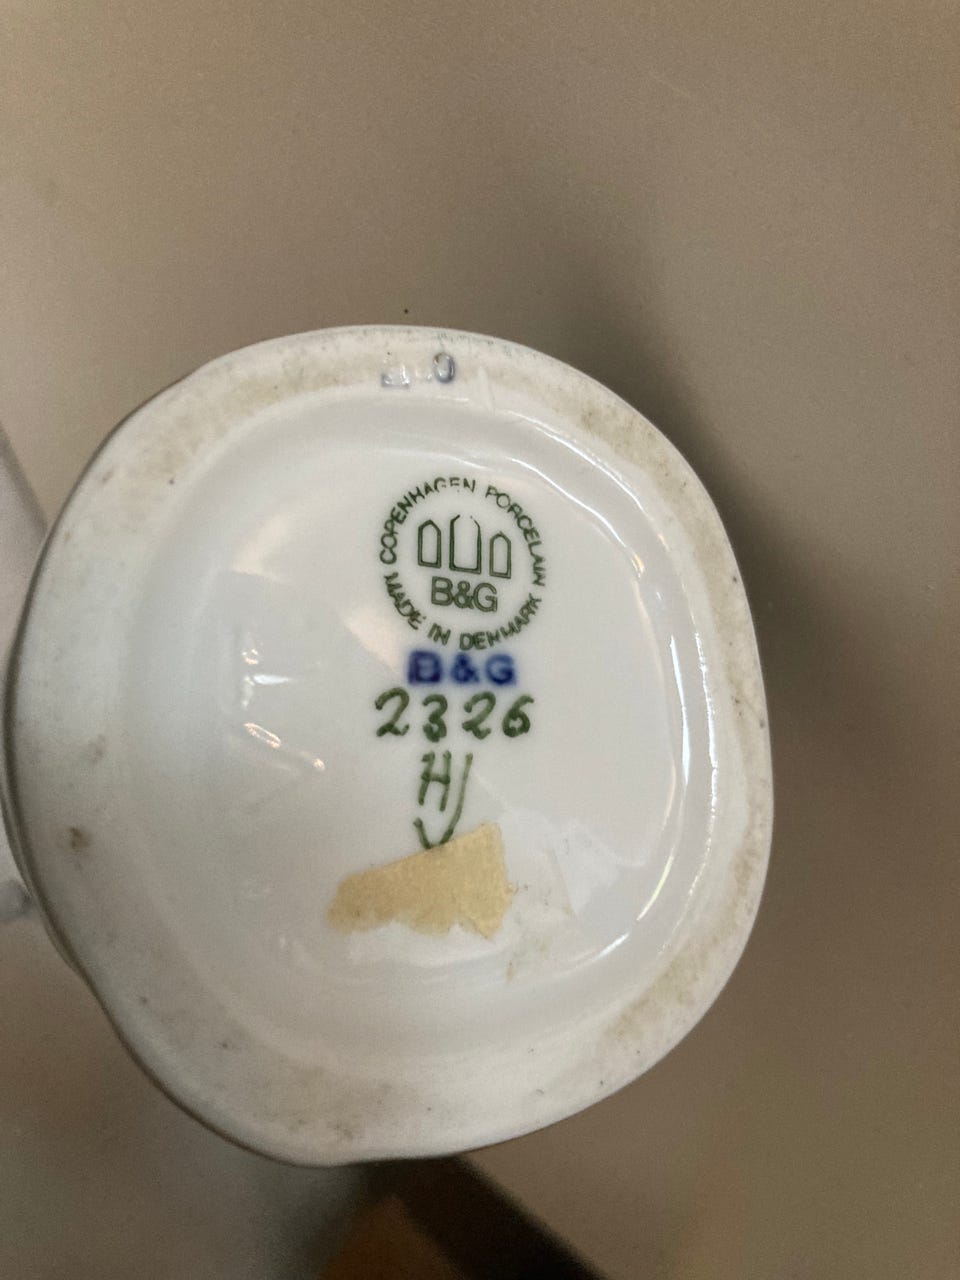 COPENHAGEN PORCELAIN
B&G
MADE IN DENMARK
B&G
2326
HJ